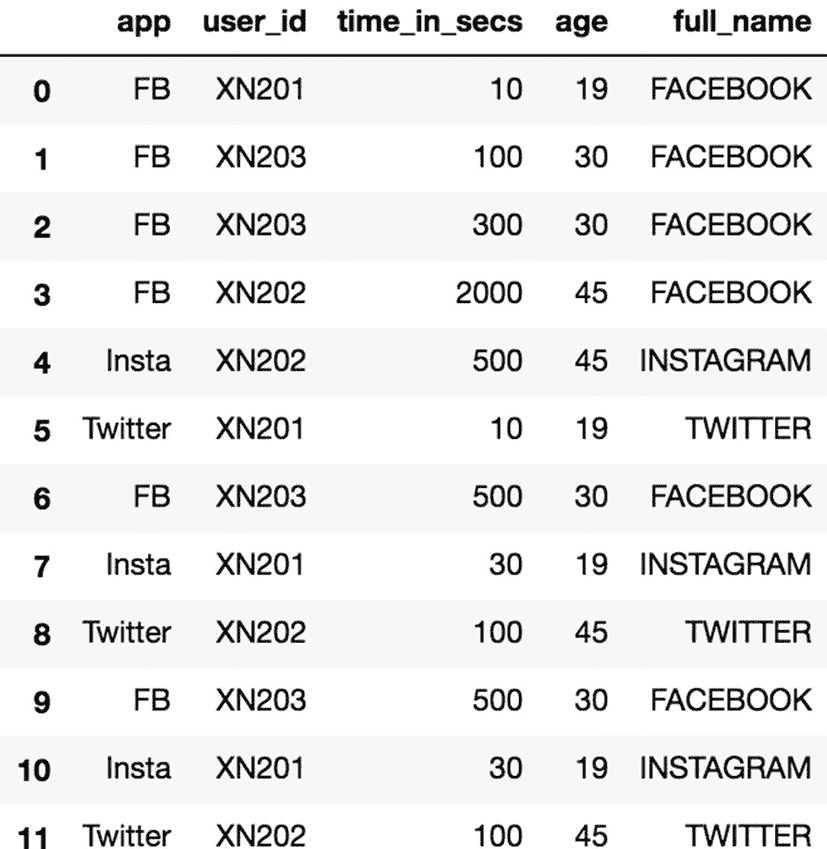 app user_id time_in_secs age full_name
0 FB XN201 10 19 FACEBOOK
1 FB XN203 100 30 FACEBOOK
2 FB XN203 300 30 FACEBOOK
3 FB XN202 2000 45 FACEBOOK
4 Insta XN202 500 45 INSTAGRAM
5 Twitter XN201 10 19 TWITTER
6 FB XN203 500 30 FACEBOOK
7 Insta XN201 30 19 INSTAGRAM
8 Twitter XN202 100 45 TWITTER
9 FB XN203 500 30 FACEBOOK
10 Insta XN201 30 19 INSTAGRAM
11 Twitter XN202 100 45 TWITTER